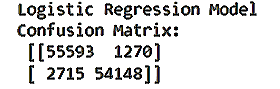 Logistic Regression Model
Confusion Matrix:
[[55593  1270]
[ 2715 54148]]